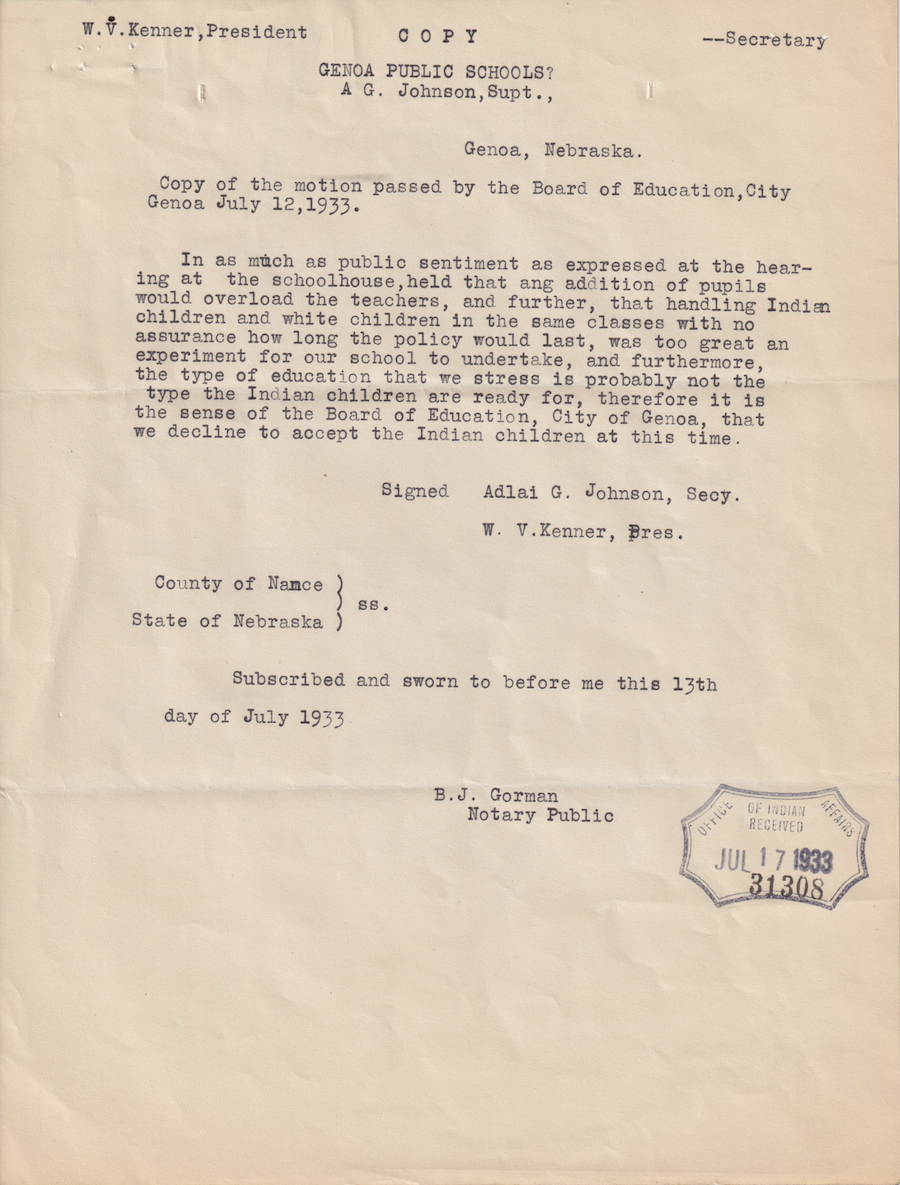 W.V.Kenner,President C O P Y --Secretary
GENOA PUBLIC SCHOOLS?
A G. Johnson,Supt.,
Genoa, Nebraska.
Copy of the motion passed by the Board of Education,City
Genoa July 12,1933.
In as much as public sentiment as expressed at the hear-
ing at the schoolhouse,held that ang addition of pupils
would overload the teachers, and further, that handling Indian
children and white children in the same classes with no
assurance how long the policy would last, was too great an
experiment for our school to undertake, and furthermore,
the type of education that we stress is probably not the
type the Indian children are ready for, therefore it is
the sense of the Board of Education, City of Genoa, that
we decline to accept the Indian children at this time.
Signed Adlai G. Johnson, Secy.
W. V.Kenner, Pres.
County of Nance )
) ss.
State of Nebraska )
Subscribed and sworn to before me this 13th
day of July 1933
B.J. Gorman
Notary Public
OFFICE OF INDIAN AFFAIRS
RECEIVED
JUL 17 1933
31308